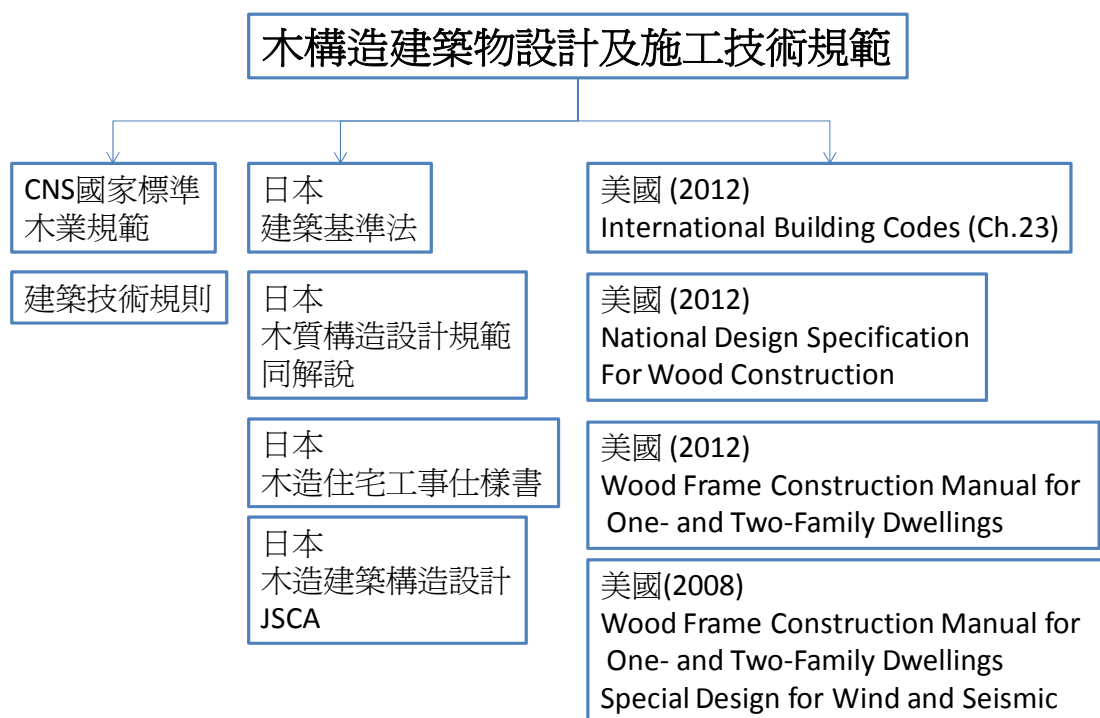 木構造建築物設計及施工技術規範
CNS國家標準
木業規範
建築技術規則
日本
建築基準法
日本
木質構造設計規範
同解說
日本
木造住宅工事仕樣書
日本
木造建築構造設計
JSCA
美國 (2012)
International Building Codes (Ch.23)
美國 (2012)
National Design Specification
For Wood Construction
美國 (2012)
Wood Frame Construction Manual for
One- and Two-Family Dwellings
美國(2008)
Wood Frame Construction Manual for
One- and Two-Family Dwellings
Special Design for Wind and Seismic